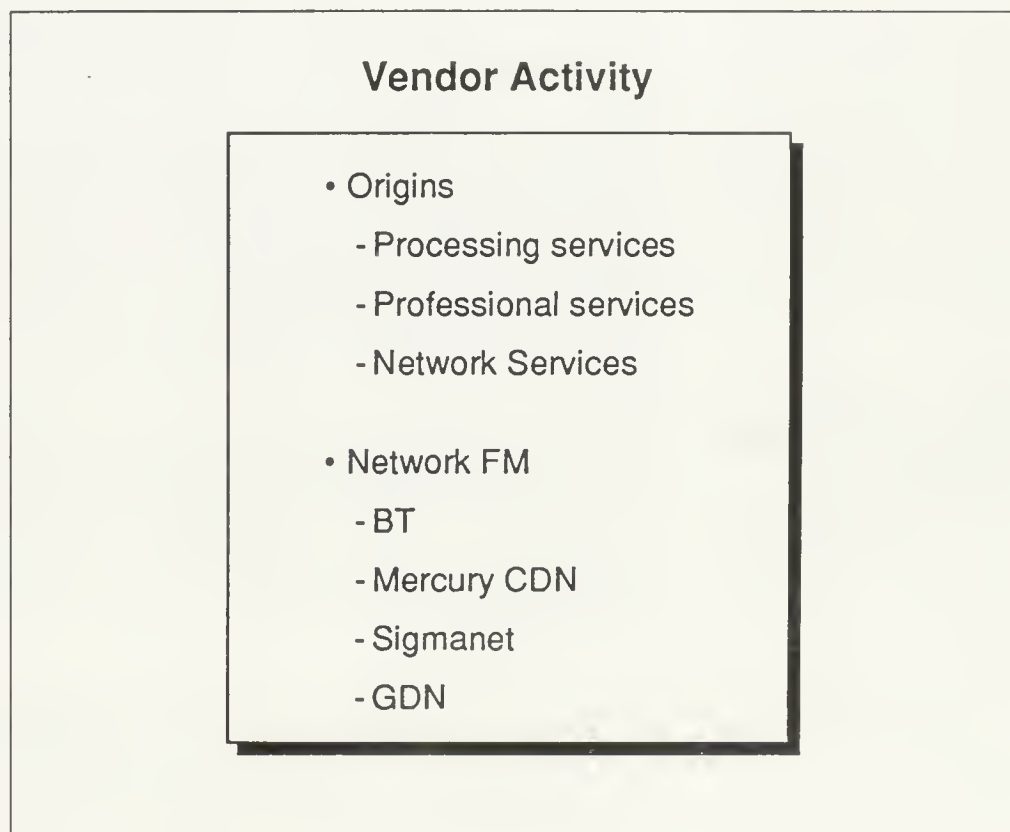 Vendor Activity
• Origins
- Processing services
- Professional services
- Network Services
• Network FM
- BT
- Mercury CDN
- Sigmanet
- GDN